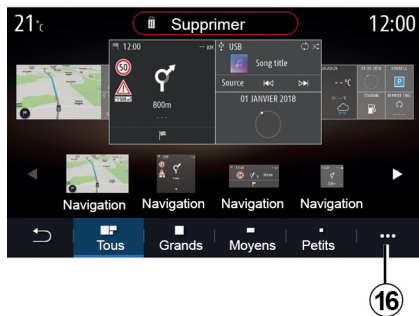 21°c
Supprimer
12:00
12:00
-- KM
USB
50
Song title
Source
800m
- - -
01 JANVIER 2018
--°C
P
Navigation Navigation Navigation Navigation
Tous Grands Moyens Petits
16